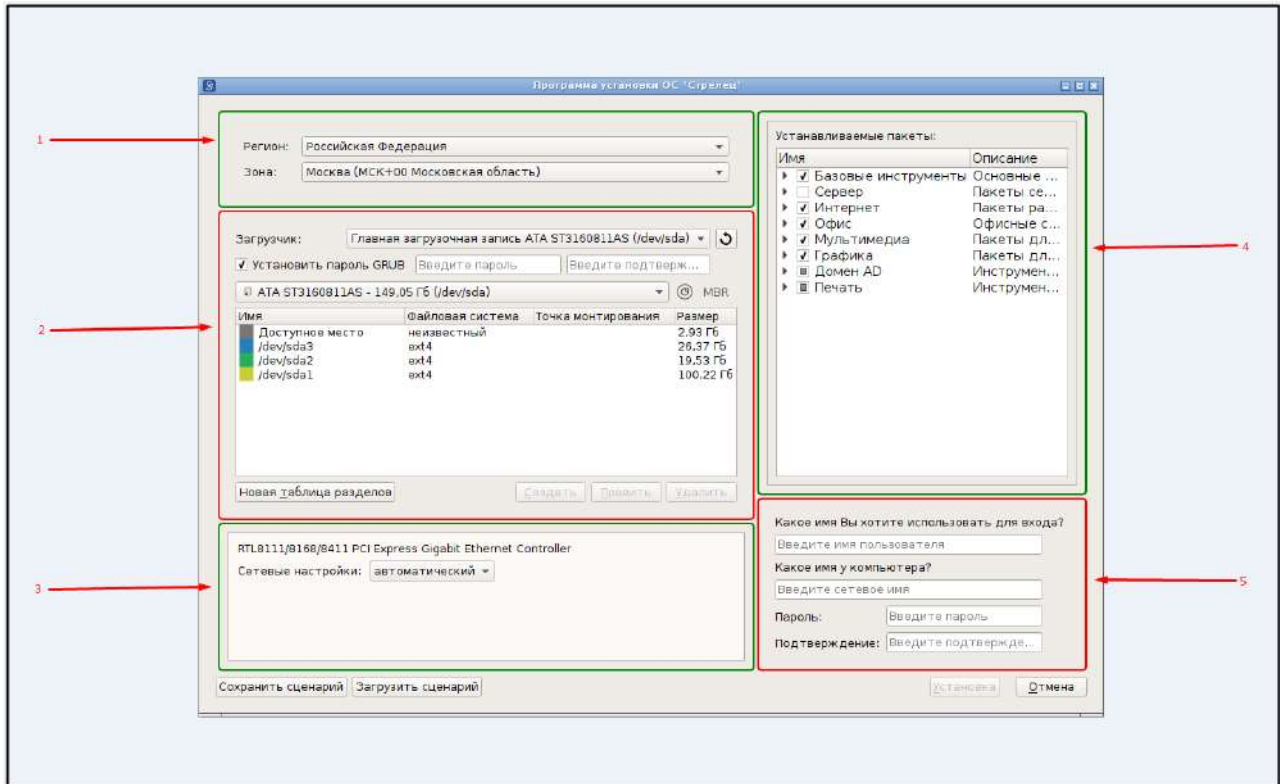 Программа установки ОС "Стрелец"
1
Регион: Российская Федерация
Зона: Москва (МСК+00 Московская область)
2
Загрузчик: Главная загрузочная запись ATA ST3160811AS (/dev/sda)
Установить пароль GRUB Введите пароль Введите подтверж...
ATA ST3160811AS - 149,05 Гб (/dev/sda) MBR
Имя Файловая система Точка монтирования Размер
Доступное место неизвестный 2,93 Гб
/dev/sda3 ext4 26,37 Гб
/dev/sda2 ext4 19,53 Гб
/dev/sda1 ext4 100,22 Гб
Новая таблица разделов Создать Править Удалить
3
RTL8111/8168/8411 PCI Express Gigabit Ethernet Controller
Сетевые настройки: автоматический
Устанавливаемые пакеты:
Имя Описание
Базовые инструменты Основные ...
Сервер Пакеты се...
Интернет Пакеты ра...
Офис Офисные с...
Мультимедиа Пакеты дл...
Графика Пакеты дл...
Домен AD Инструмен...
Печать Инструмен...
4
Какое имя Вы хотите использовать для входа?
Введите имя пользователя
Какое имя у компьютера?
Введите сетевое имя
Пароль: Введите пароль
Подтверждение: Введите подтвержде...
5
Сохранить сценарий Загрузить сценарий Установка Отмена